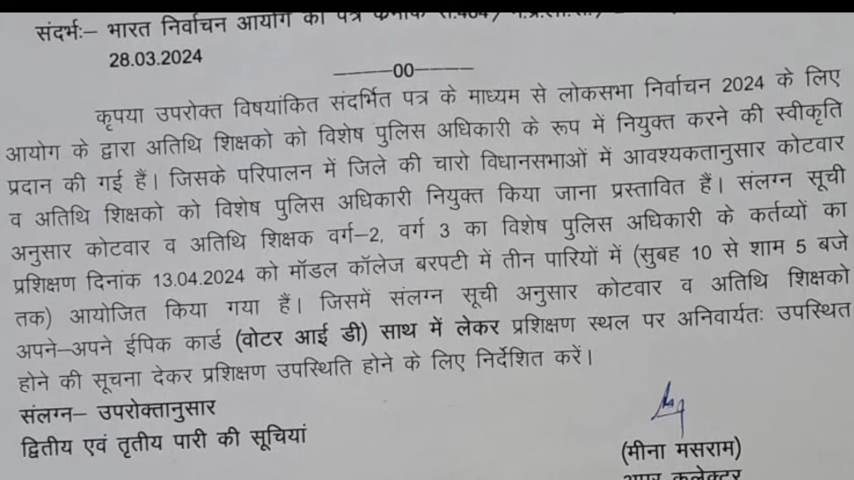 संदर्भः– भारत निर्वाचन आयोग का पत्र क्रमांक
28.03.2024
———00———
कृपया उपरोक्त विषयांकित संदर्भित पत्र के माध्यम से लोकसभा निर्वाचन 2024 के लिए
आयोग के द्वारा अतिथि शिक्षको को विशेष पुलिस अधिकारी के रूप में नियुक्त करने की स्वीकृति
प्रदान की गई हैं। जिसके परिपालन में जिले की चारो विधानसभाओं में आवश्यकतानुसार कोटवार
व अतिथि शिक्षको को विशेष पुलिस अधिकारी नियुक्त किया जाना प्रस्तावित हैं। संलग्न सूची
अनुसार कोटवार व अतिथि शिक्षक वर्ग–2, वर्ग 3 का विशेष पुलिस अधिकारी के कर्तव्यों का
प्रशिक्षण दिनांक 13.04.2024 को मॉडल कॉलेज बरपटी में तीन पारियों में (सुबह 10 से शाम 5 बजे
तक) आयोजित किया गया हैं। जिसमें संलग्न सूची अनुसार कोटवार व अतिथि शिक्षको
अपने–अपने ईपिक कार्ड (वोटर आई डी) साथ में लेकर प्रशिक्षण स्थल पर अनिवार्यतः उपस्थित
होने की सूचना देकर प्रशिक्षण उपस्थिति होने के लिए निर्देशित करें।
संलग्न– उपरोक्तानुसार
द्वितीय एवं तृतीय पारी की सूचियां
(मीना मसराम)
अपर कलेक्टर